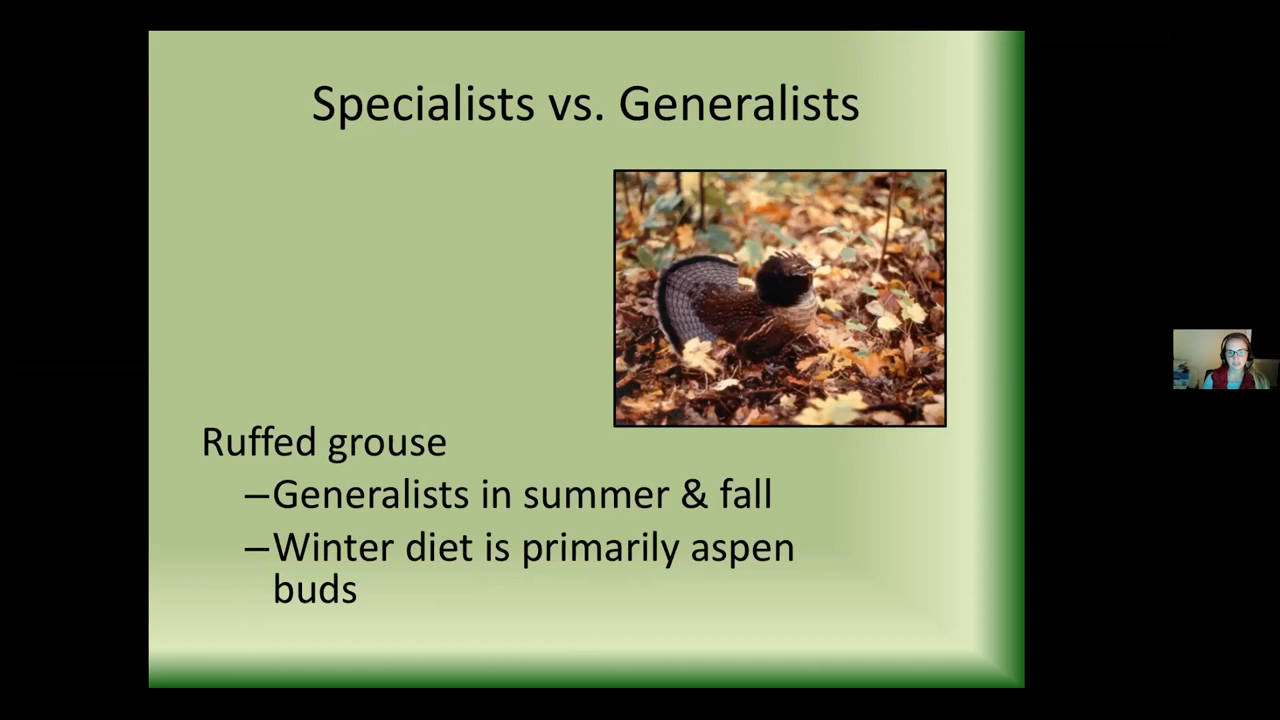 Specialists vs. Generalists
Ruffed grouse
–Generalists in summer & fall
–Winter diet is primarily aspen
buds